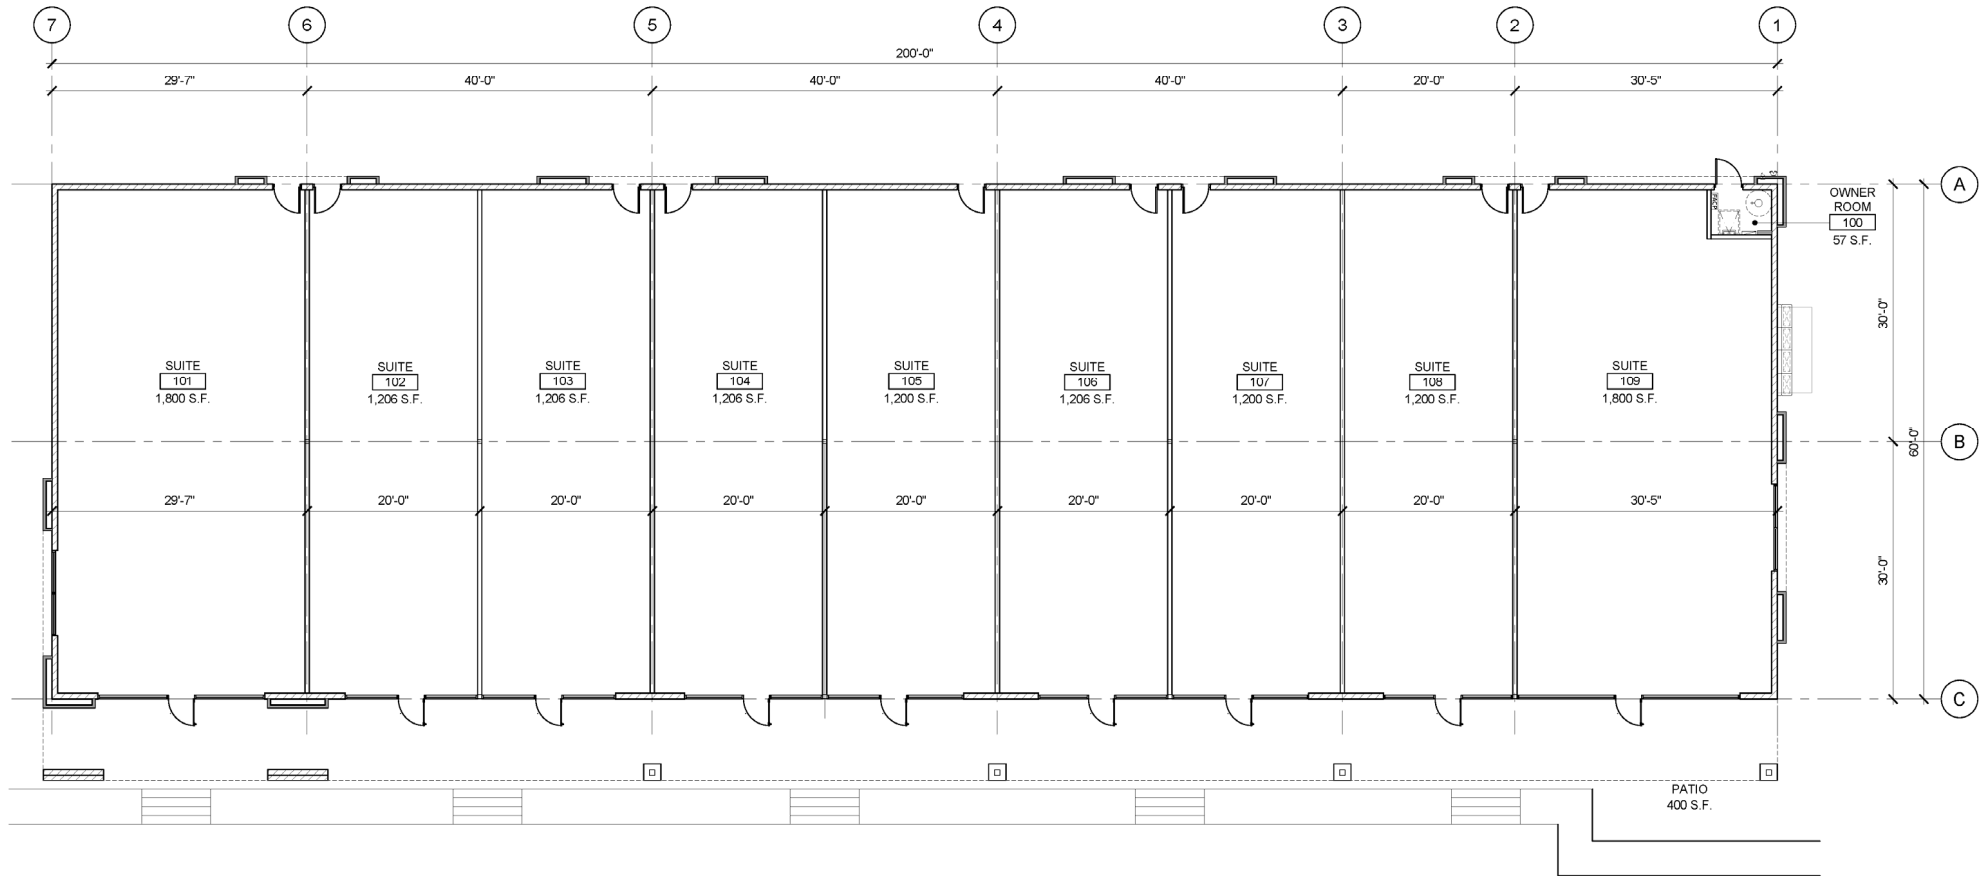 7 6 5 4 3 2 1
200'-0"
29'-7" 40'-0" 40'-0" 40'-0" 20'-0" 30'-5"
A
OWNER
ROOM
100
57 S.F.
30'-0"
SUITE SUITE SUITE SUITE SUITE SUITE SUITE SUITE SUITE
101 102 103 104 105 106 107 108 109
1,800 S.F. 1,206 S.F. 1,206 S.F. 1,206 S.F. 1,200 S.F. 1,206 S.F. 1,200 S.F. 1,200 S.F. 1,800 S.F.
B
60'-0"
29'-7" 20'-0" 20'-0" 20'-0" 20'-0" 20'-0" 20'-0" 20'-0" 30'-5"
30'-0"
C
PATIO
400 S.F.